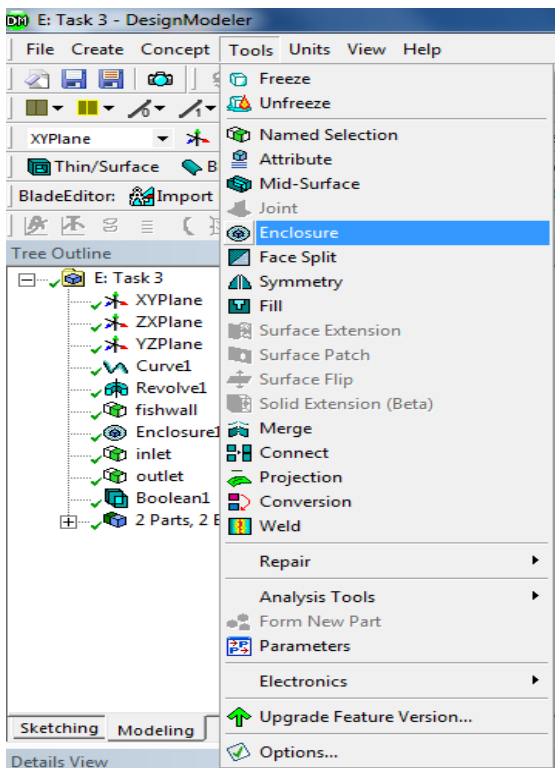 DM E: Task 3 - DesignModeler
File Create Concept Tools Units View Help
XYPlane
Thin/Surface B
BladeEditor: Import
Tree Outline
E: Task 3
XYPlane
ZXPlane
YZPlane
Curve1
Revolve1
fishwall
Enclosure1
inlet
outlet
Boolean1
2 Parts, 2 B
Sketching Modeling
Details View
Freeze
Unfreeze
Named Selection
Attribute
Mid-Surface
Joint
Enclosure
Face Split
Symmetry
Fill
Surface Extension
Surface Patch
Surface Flip
Solid Extension (Beta)
Merge
Connect
Projection
Conversion
Weld
Repair
Analysis Tools
Form New Part
Parameters
Electronics
Upgrade Feature Version...
Options...